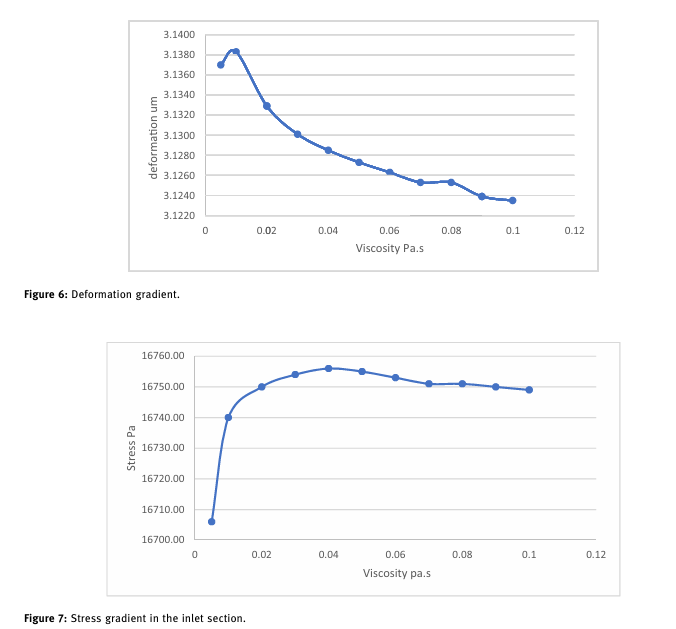 3.1400
3.1380
3.1360
3.1340
3.1320
3.1300
3.1280
3.1260
3.1240
3.1220
deformation um
0 0.02 0.04 0.06 0.08 0.1 0.12
Viscosity Pa.s
Figure 6: Deformation gradient.
16760.00
16750.00
16740.00
16730.00
16720.00
16710.00
16700.00
Stress Pa
0 0.02 0.04 0.06 0.08 0.1 0.12
Viscosity pa.s
Figure 7: Stress gradient in the inlet section.